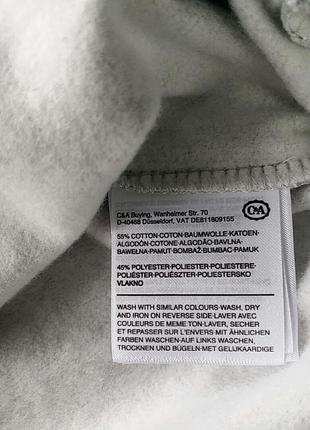 C&A Buying, Wanheimer Str. 70
D-40468 Düsseldorf, VAT DE811809155
C&A
55% COTTON-COTON-BAUMWOLLE-KATOEN-
ALGODÓN-COTONE-ALGODÃO-BAVLNA-
BAWEŁNA-PAMUT-BOMBAŽ-BUMBAC-PAMUK
45% POLYESTER-POLIESTER-POLIESTERE-
POLIÉSTER-POLIÉSZTER-POLIESTERSKO
VLAKNO
WASH WITH SIMILAR COLOURS-WASH, DRY
AND IRON ON REVERSE SIDE-LAVER AVEC
COULEURS DE MEME TON-LAVER, SECHER
ET REPASSER SUR L'ENVERS-MIT ÄHNLICHEN
FARBEN WASCHEN-AUF LINKS WASCHEN,
TROCKNEN UND BÜGELN-MET GELIJKAARDIGE